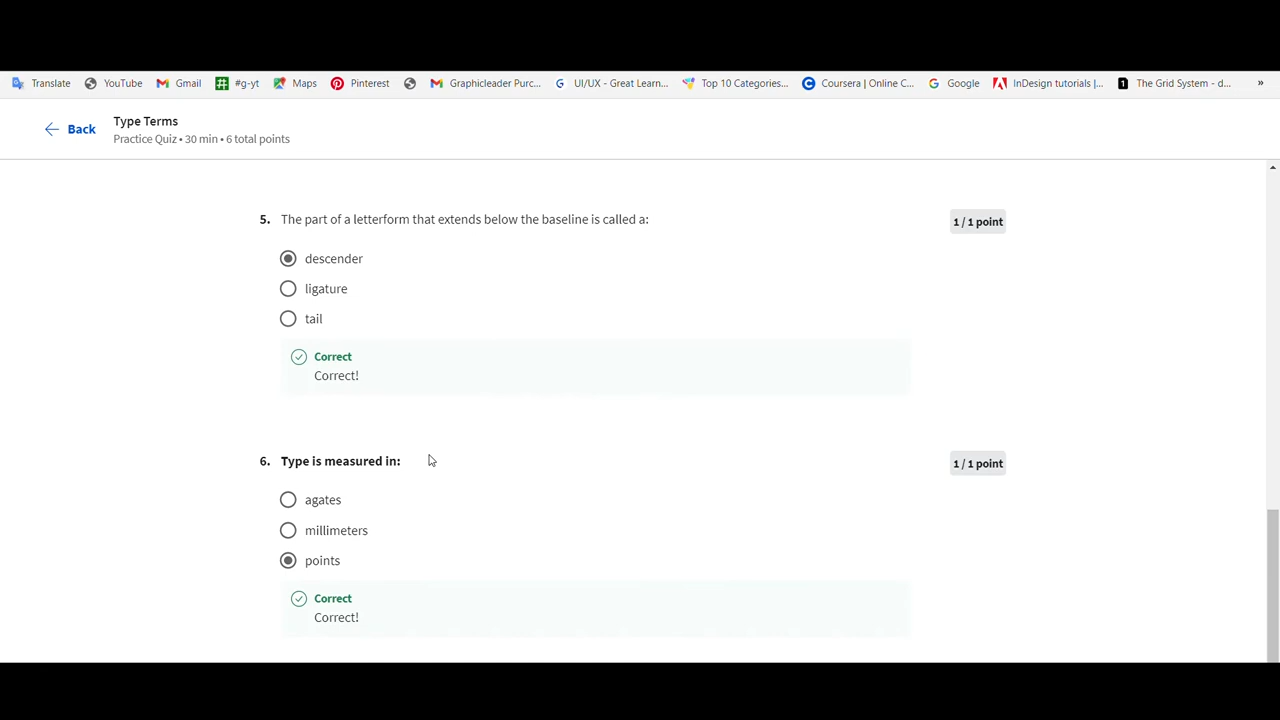 Translate YouTube Gmail #g-yt Maps Pinterest Graphicleader Purc... UI/UX - Great Learn... Top 10 Categories... Coursera | Online C... Google InDesign tutorials |... The Grid System - d... »
Back
Type Terms
Practice Quiz • 30 min • 6 total points
5. The part of a letterform that extends below the baseline is called a: 1 / 1 point
descender
ligature
tail
Correct
Correct!
6. Type is measured in: 1 / 1 point
agates
millimeters
points
Correct
Correct!